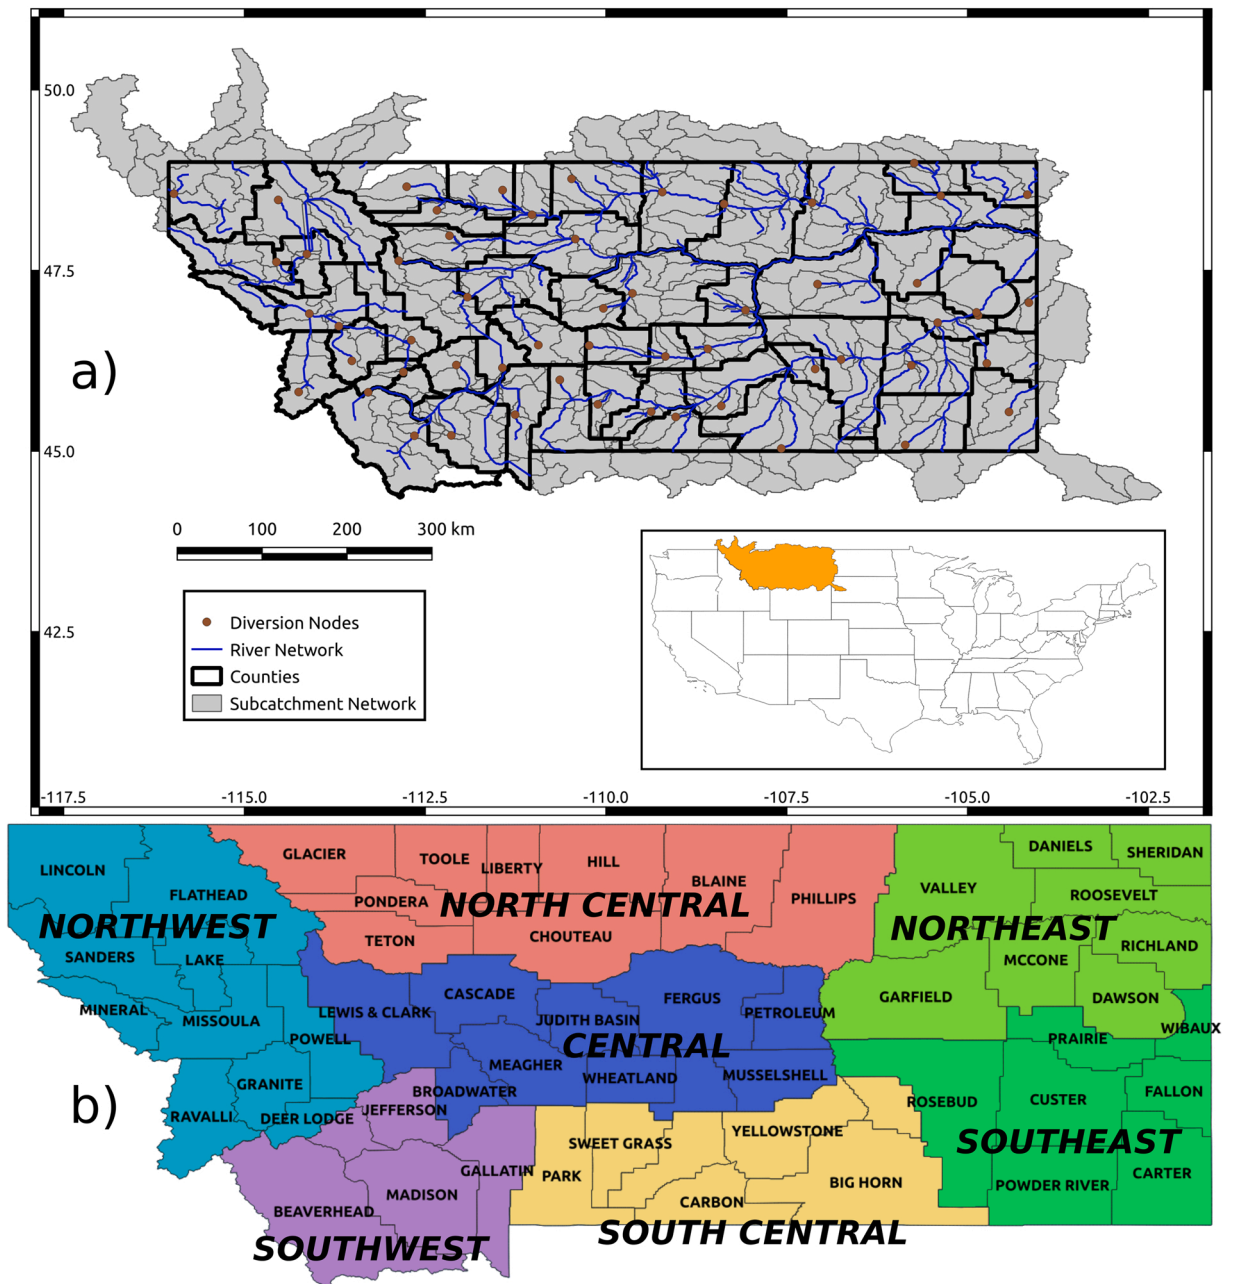 50.0
47.5
a)
45.0
0 100 200 300 km
Diversion Nodes
River Network
42.5
Counties
Subcatchment Network
-117.5 -115.0 -112.5 -110.0 -107.5 -105.0 -102.5
LINCOLN
FLATHEAD
NORTHWEST
SANDERS
LAKE
MINERAL
MISSOULA
POWELL
GRANITE
RAVALLI
DEER LODGE
b)
GLACIER
TOOLE
LIBERTY
HILL
BLAINE
PHILLIPS
PONDERA
NORTH CENTRAL
TETON
CHOUTEAU
DANIELS
SHERIDAN
VALLEY
ROOSEVELT
NORTHEAST
RICHLAND
MCCONE
GARFIELD
DAWSON
CASCADE
FERGUS
LEWIS & CLARK
JUDITH BASIN
PETROLEUM
CENTRAL
MEAGHER
WHEATLAND
MUSSELSHELL
BROADWATER
WIBAUX
PRAIRIE
ROSEBUD
CUSTER
FALLON
SOUTHEAST
POWDER RIVER
CARTER
JEFFERSON
GALLATIN
MADISON
BEAVERHEAD
SOUTHWEST
SWEET GRASS
YELLOWSTONE
PARK
CARBON
BIG HORN
SOUTH CENTRAL